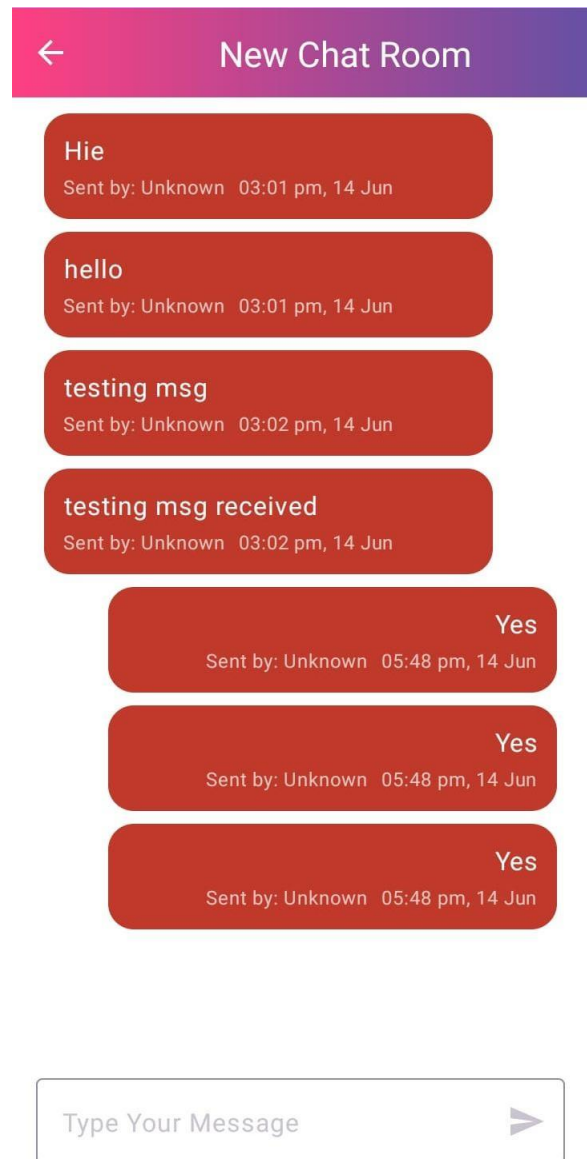 New Chat Room
Hie
Sent by: Unknown 03:01 pm, 14 Jun
hello
Sent by: Unknown 03:01 pm, 14 Jun
testing msg
Sent by: Unknown 03:02 pm, 14 Jun
testing msg received
Sent by: Unknown 03:02 pm, 14 Jun
Yes
Sent by: Unknown 05:48 pm, 14 Jun
Yes
Sent by: Unknown 05:48 pm, 14 Jun
Yes
Sent by: Unknown 05:48 pm, 14 Jun
Type Your Message